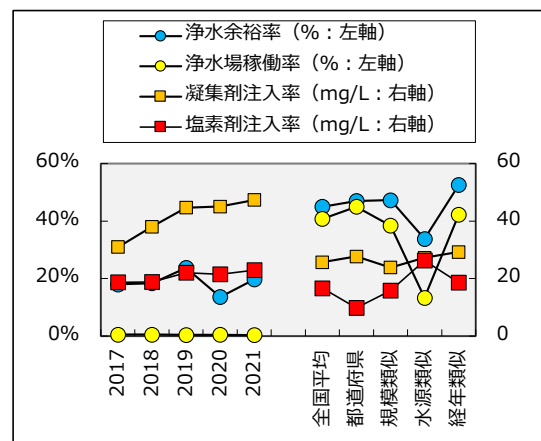 浄水余裕率（%：左軸）
浄水場稼働率（%：左軸）
凝集剤注入率（mg/L：右軸）
塩素剤注入率（mg/L：右軸）
60% 60
40% 40
20% 20
0% 0
2017 2018 2019 2020 2021 全国平均 都道府県 規模類似 水源類似 経年類似